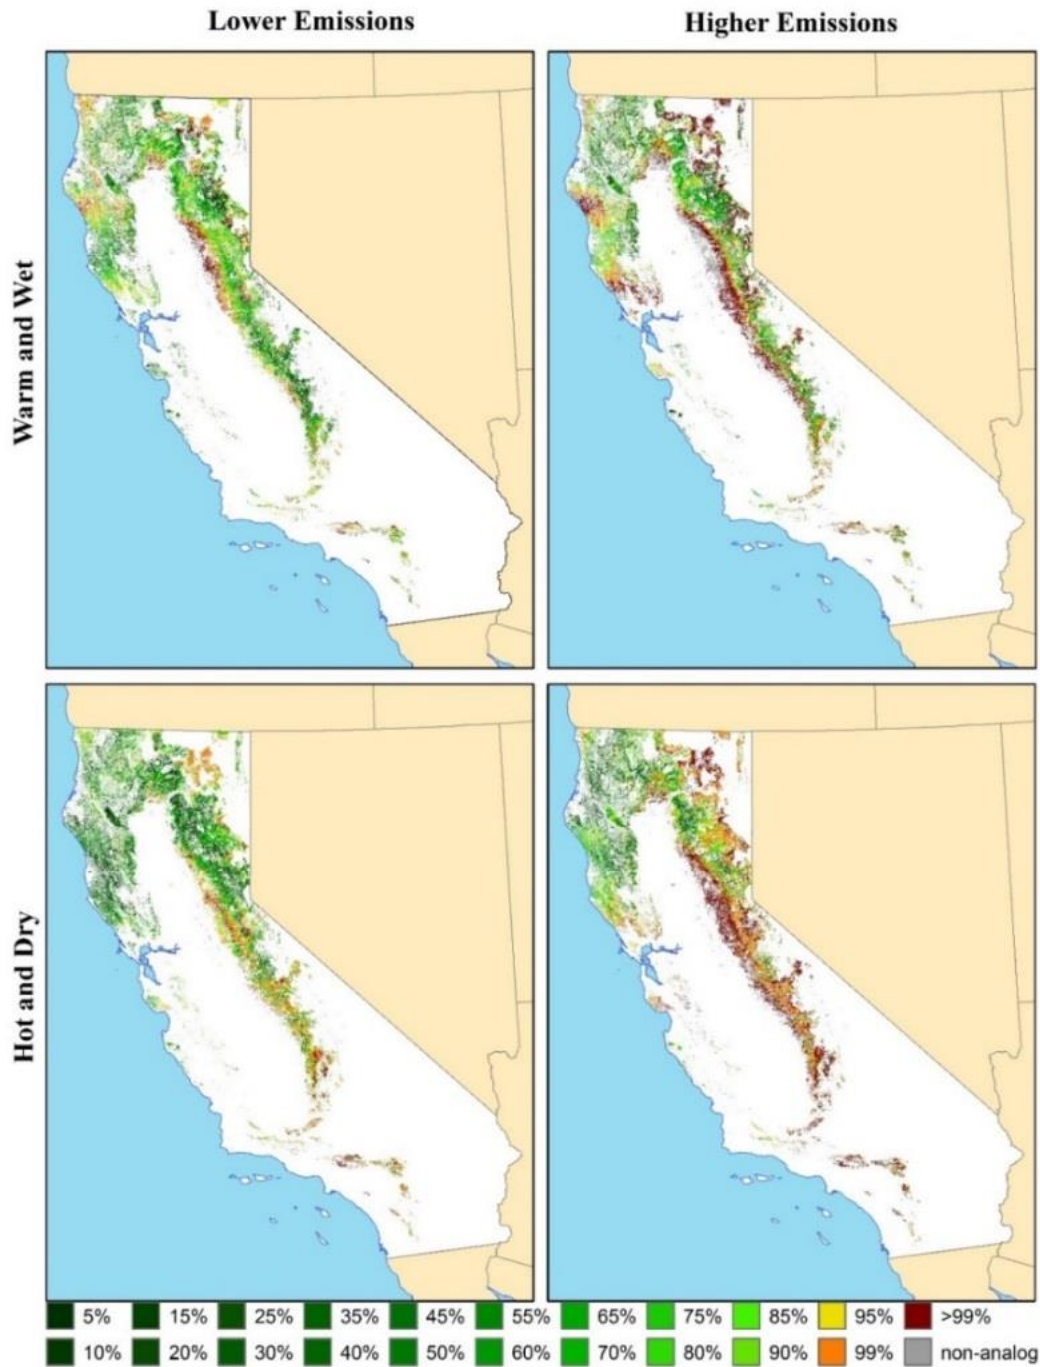 Lower Emissions
Higher Emissions
Warm and Wet
Hot and Dry
5% 15% 25% 35% 45% 55% 65% 75% 85% 95% >99%
10% 20% 30% 40% 50% 60% 70% 80% 90% 99% non-analog